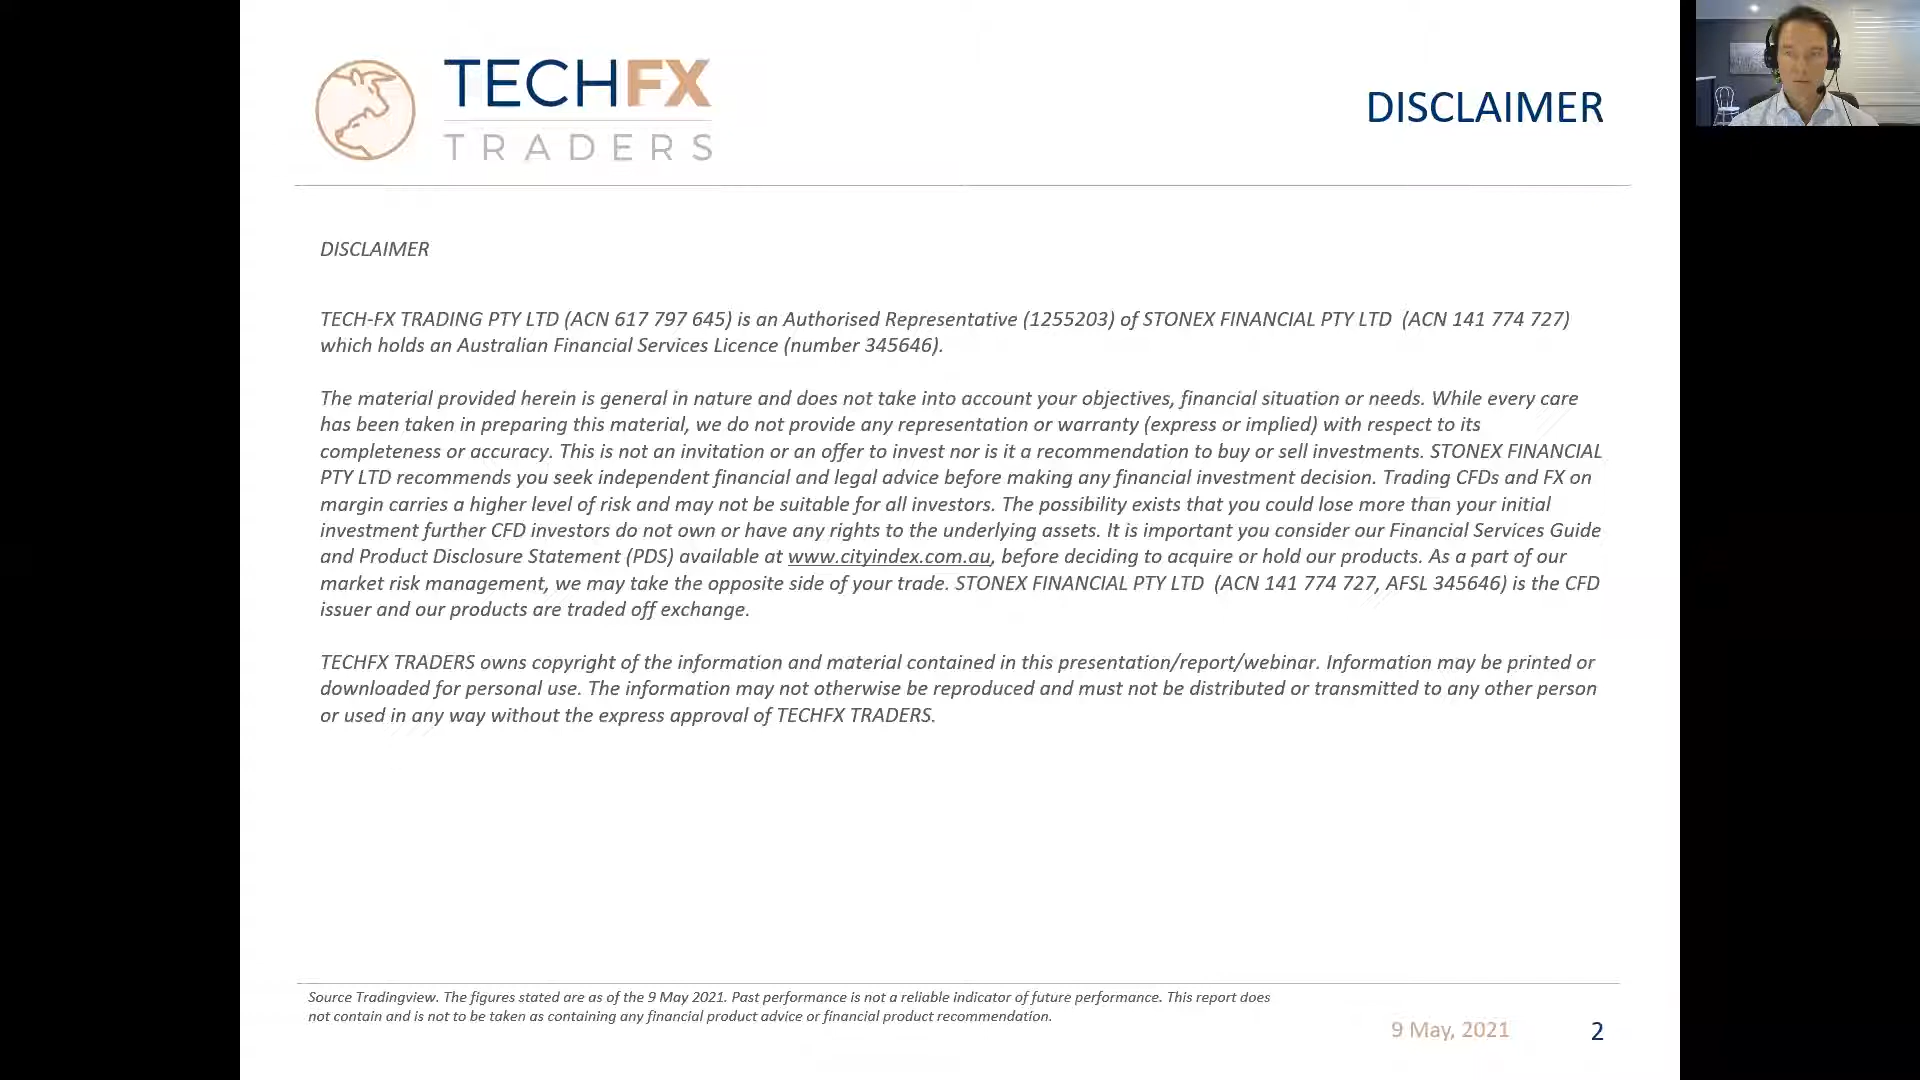 TECHFX
TRADERS
DISCLAIMER
DISCLAIMER
TECH-FX TRADING PTY LTD (ACN 617 797 645) is an Authorised Representative (1255203) of STONEX FINANCIAL PTY LTD  (ACN 141 774 727)
which holds an Australian Financial Services Licence (number 345646).
The material provided herein is general in nature and does not take into account your objectives, financial situation or needs. While every care
has been taken in preparing this material, we do not provide any representation or warranty (express or implied) with respect to its
completeness or accuracy. This is not an invitation or an offer to invest nor is it a recommendation to buy or sell investments. STONEX FINANCIAL
PTY LTD recommends you seek independent financial and legal advice before making any financial investment decision. Trading CFDs and FX on
margin carries a higher level of risk and may not be suitable for all investors. The possibility exists that you could lose more than your initial
investment further CFD investors do not own or have any rights to the underlying assets. It is important you consider our Financial Services Guide
and Product Disclosure Statement (PDS) available at www.cityindex.com.au, before deciding to acquire or hold our products. As a part of our
market risk management, we may take the opposite side of your trade. STONEX FINANCIAL PTY LTD  (ACN 141 774 727, AFSL 345646) is the CFD
issuer and our products are traded off exchange.
TECHFX TRADERS owns copyright of the information and material contained in this presentation/report/webinar. Information may be printed or
downloaded for personal use. The information may not otherwise be reproduced and must not be distributed or transmitted to any other person
or used in any way without the express approval of TECHFX TRADERS.
Source Tradingview. The figures stated are as of the 9 May 2021. Past performance is not a reliable indicator of future performance. This report does
not contain and is not to be taken as containing any financial product advice or financial product recommendation.
9 May, 2021
2